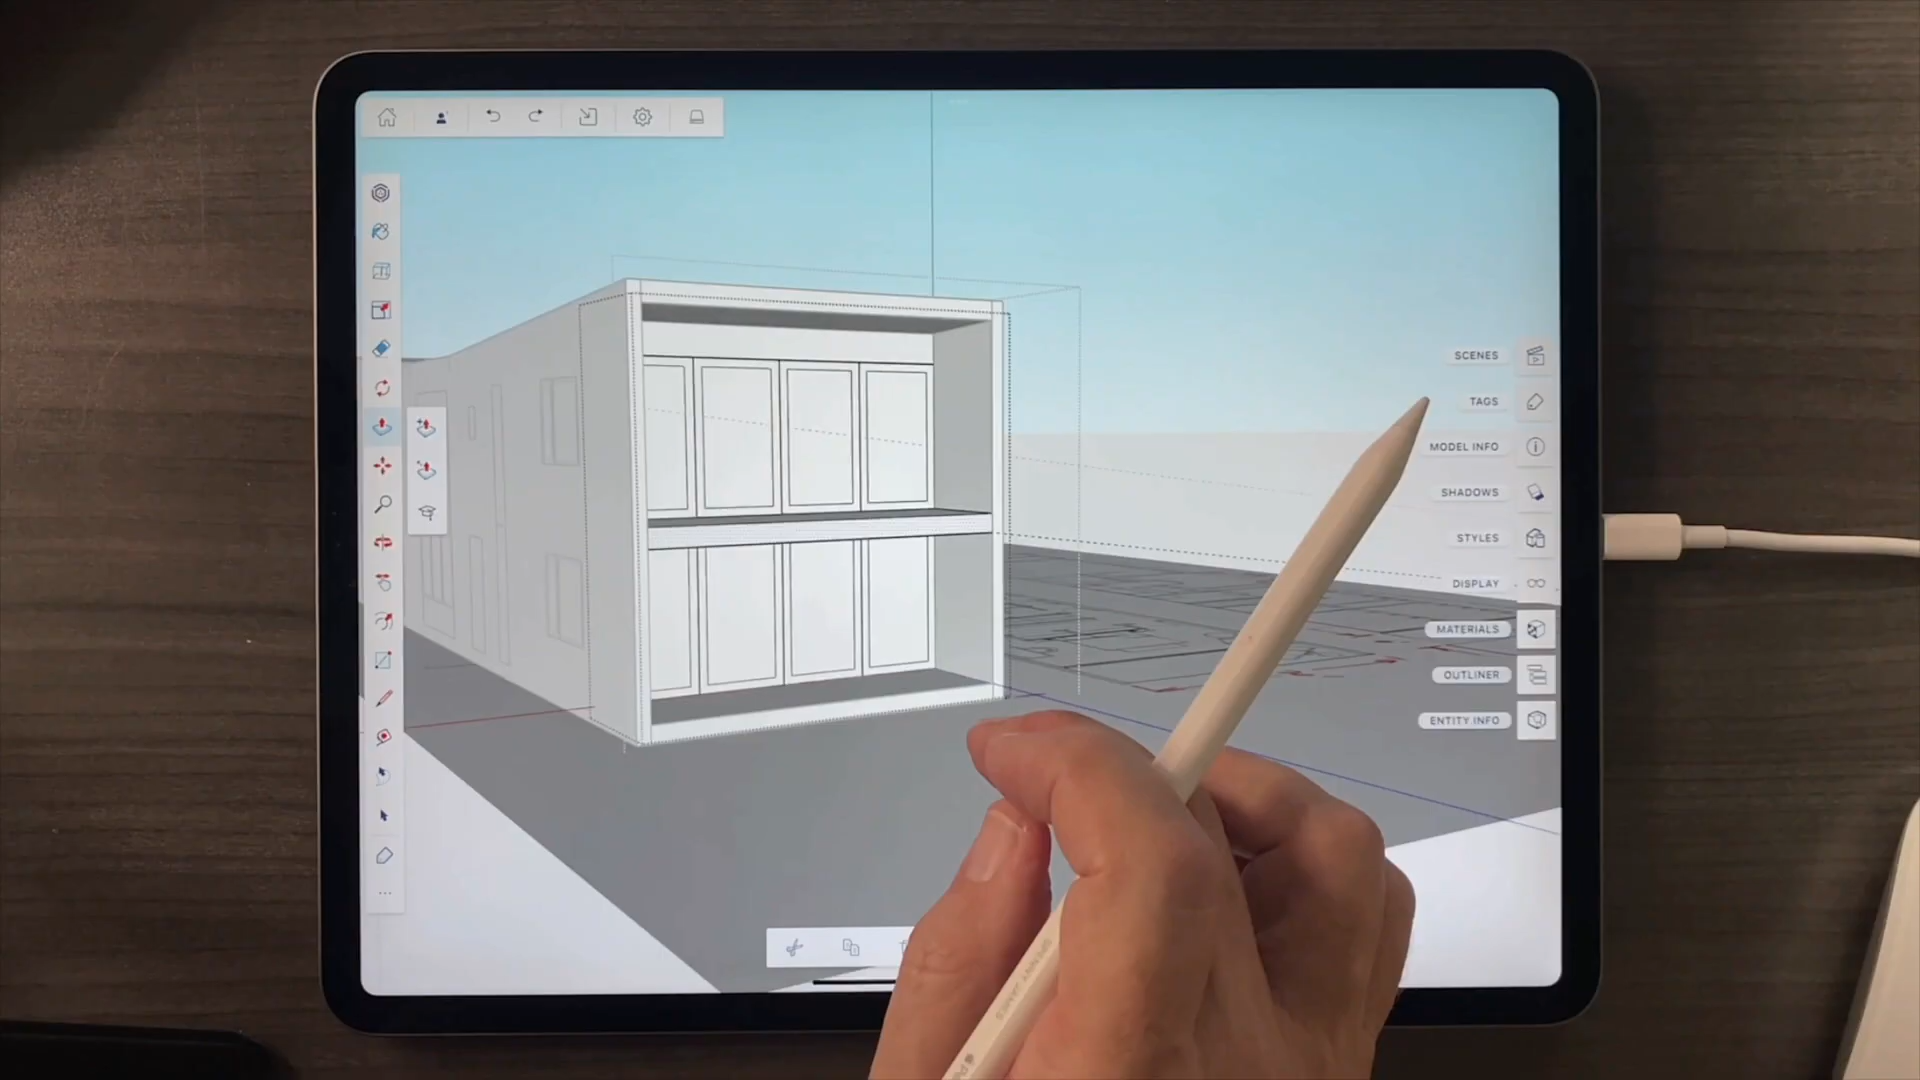 SCENES
TAGS
MODEL INFO
SHADOWS
STYLES
DISPLAY
MATERIALS
OUTLINER
ENTITY INFO